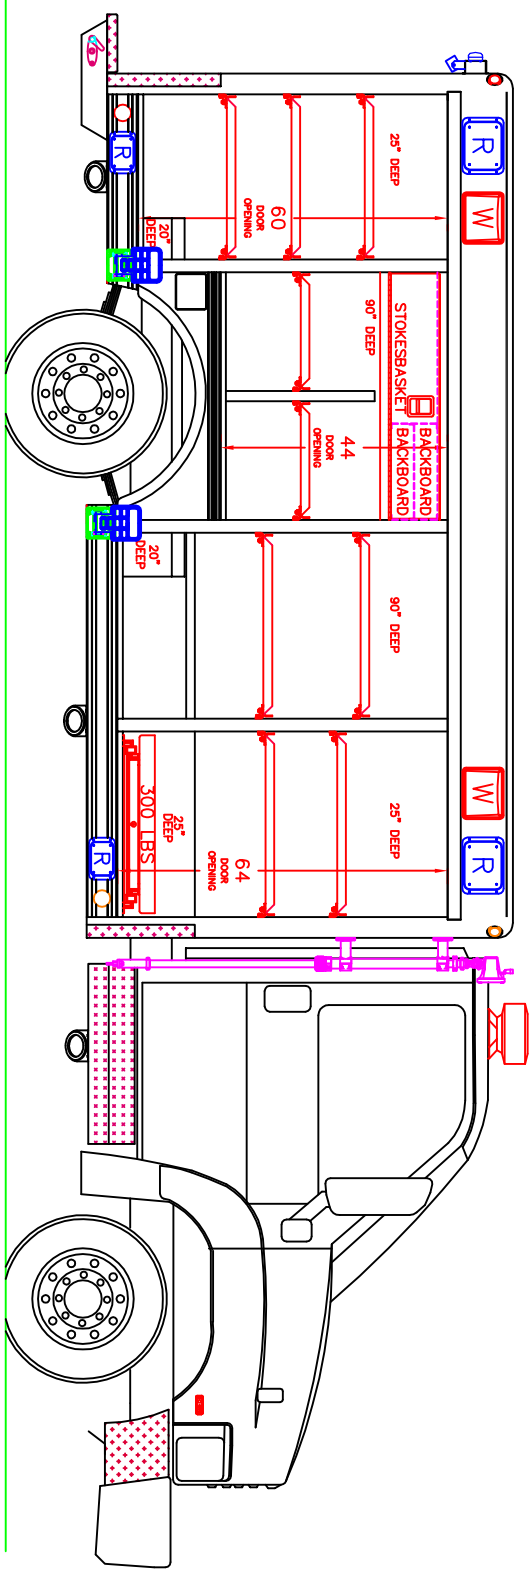 R
W
W
R
25" DEEP
60
DOOR
OPENING
20"
DEEP
R
STOKESBASKET
BACKBOARD
BACKBOARD
90" DEEP
44
DOOR
OPENING
90" DEEP
20"
DEEP
25" DEEP
64
DOOR
OPENING
25"
DEEP
300 LBS
R